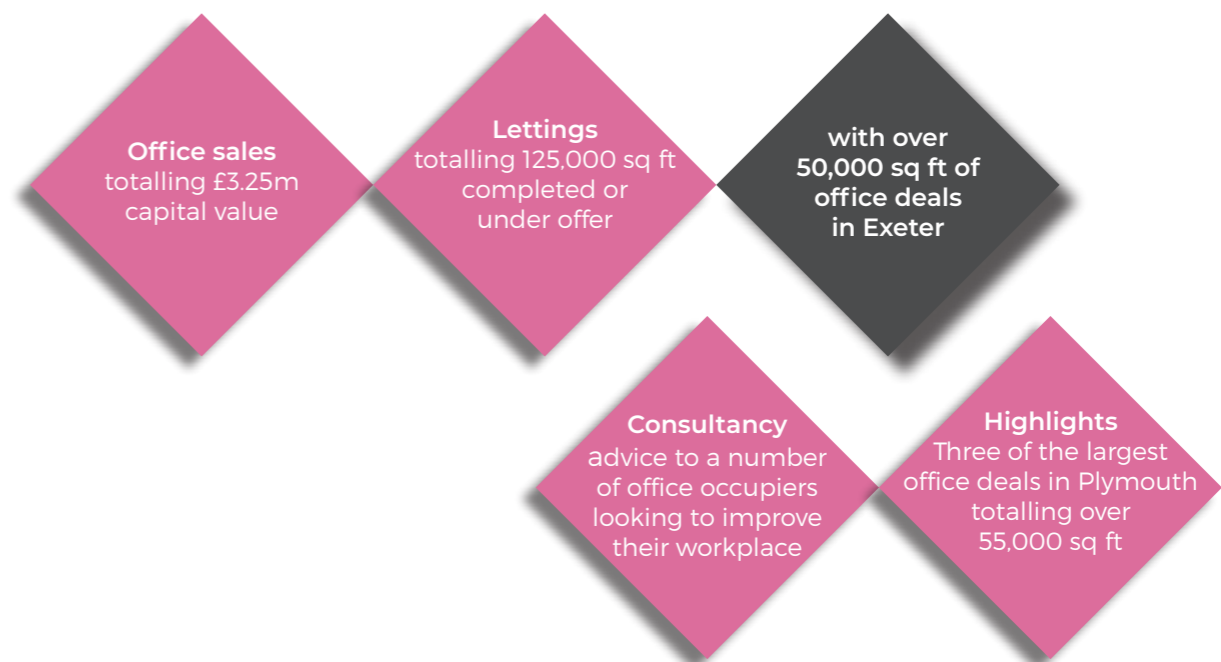 Office sales
totalling £3.25m
capital value
Lettings
totalling 125,000 sq ft
completed or
under offer
with over
50,000 sq ft of
office deals
in Exeter
Consultancy
advice to a number
of office occupiers
looking to improve
their workplace
Highlights
Three of the largest
office deals in Plymouth
totalling over
55,000 sq ft